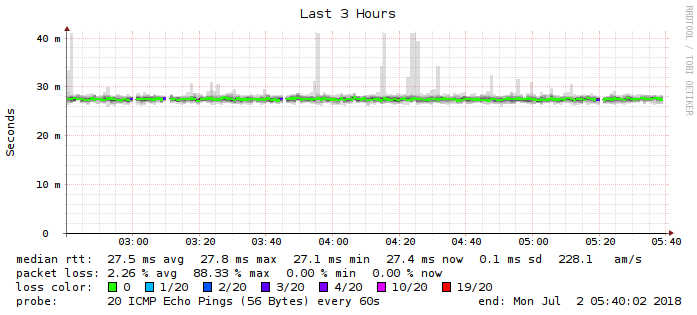 Last 3 Hours
RRDTOOL / TOBI OETIKER
Seconds
40 m
30 m
20 m
10 m
0
03:00 03:20 03:40 04:00 04:20 04:40 05:00 05:20 05:40
median rtt: 27.5 ms avg 27.8 ms max 27.1 ms min 27.4 ms now 0.1 ms sd 228.1 am/s
packet loss: 2.26 % avg 88.33 % max 0.00 % min 0.00 % now
loss color: 0 1/20 2/20 3/20 4/20 10/20 19/20
probe: 20 ICMP Echo Pings (56 Bytes) every 60s end: Mon Jul 2 05:40:02 2018